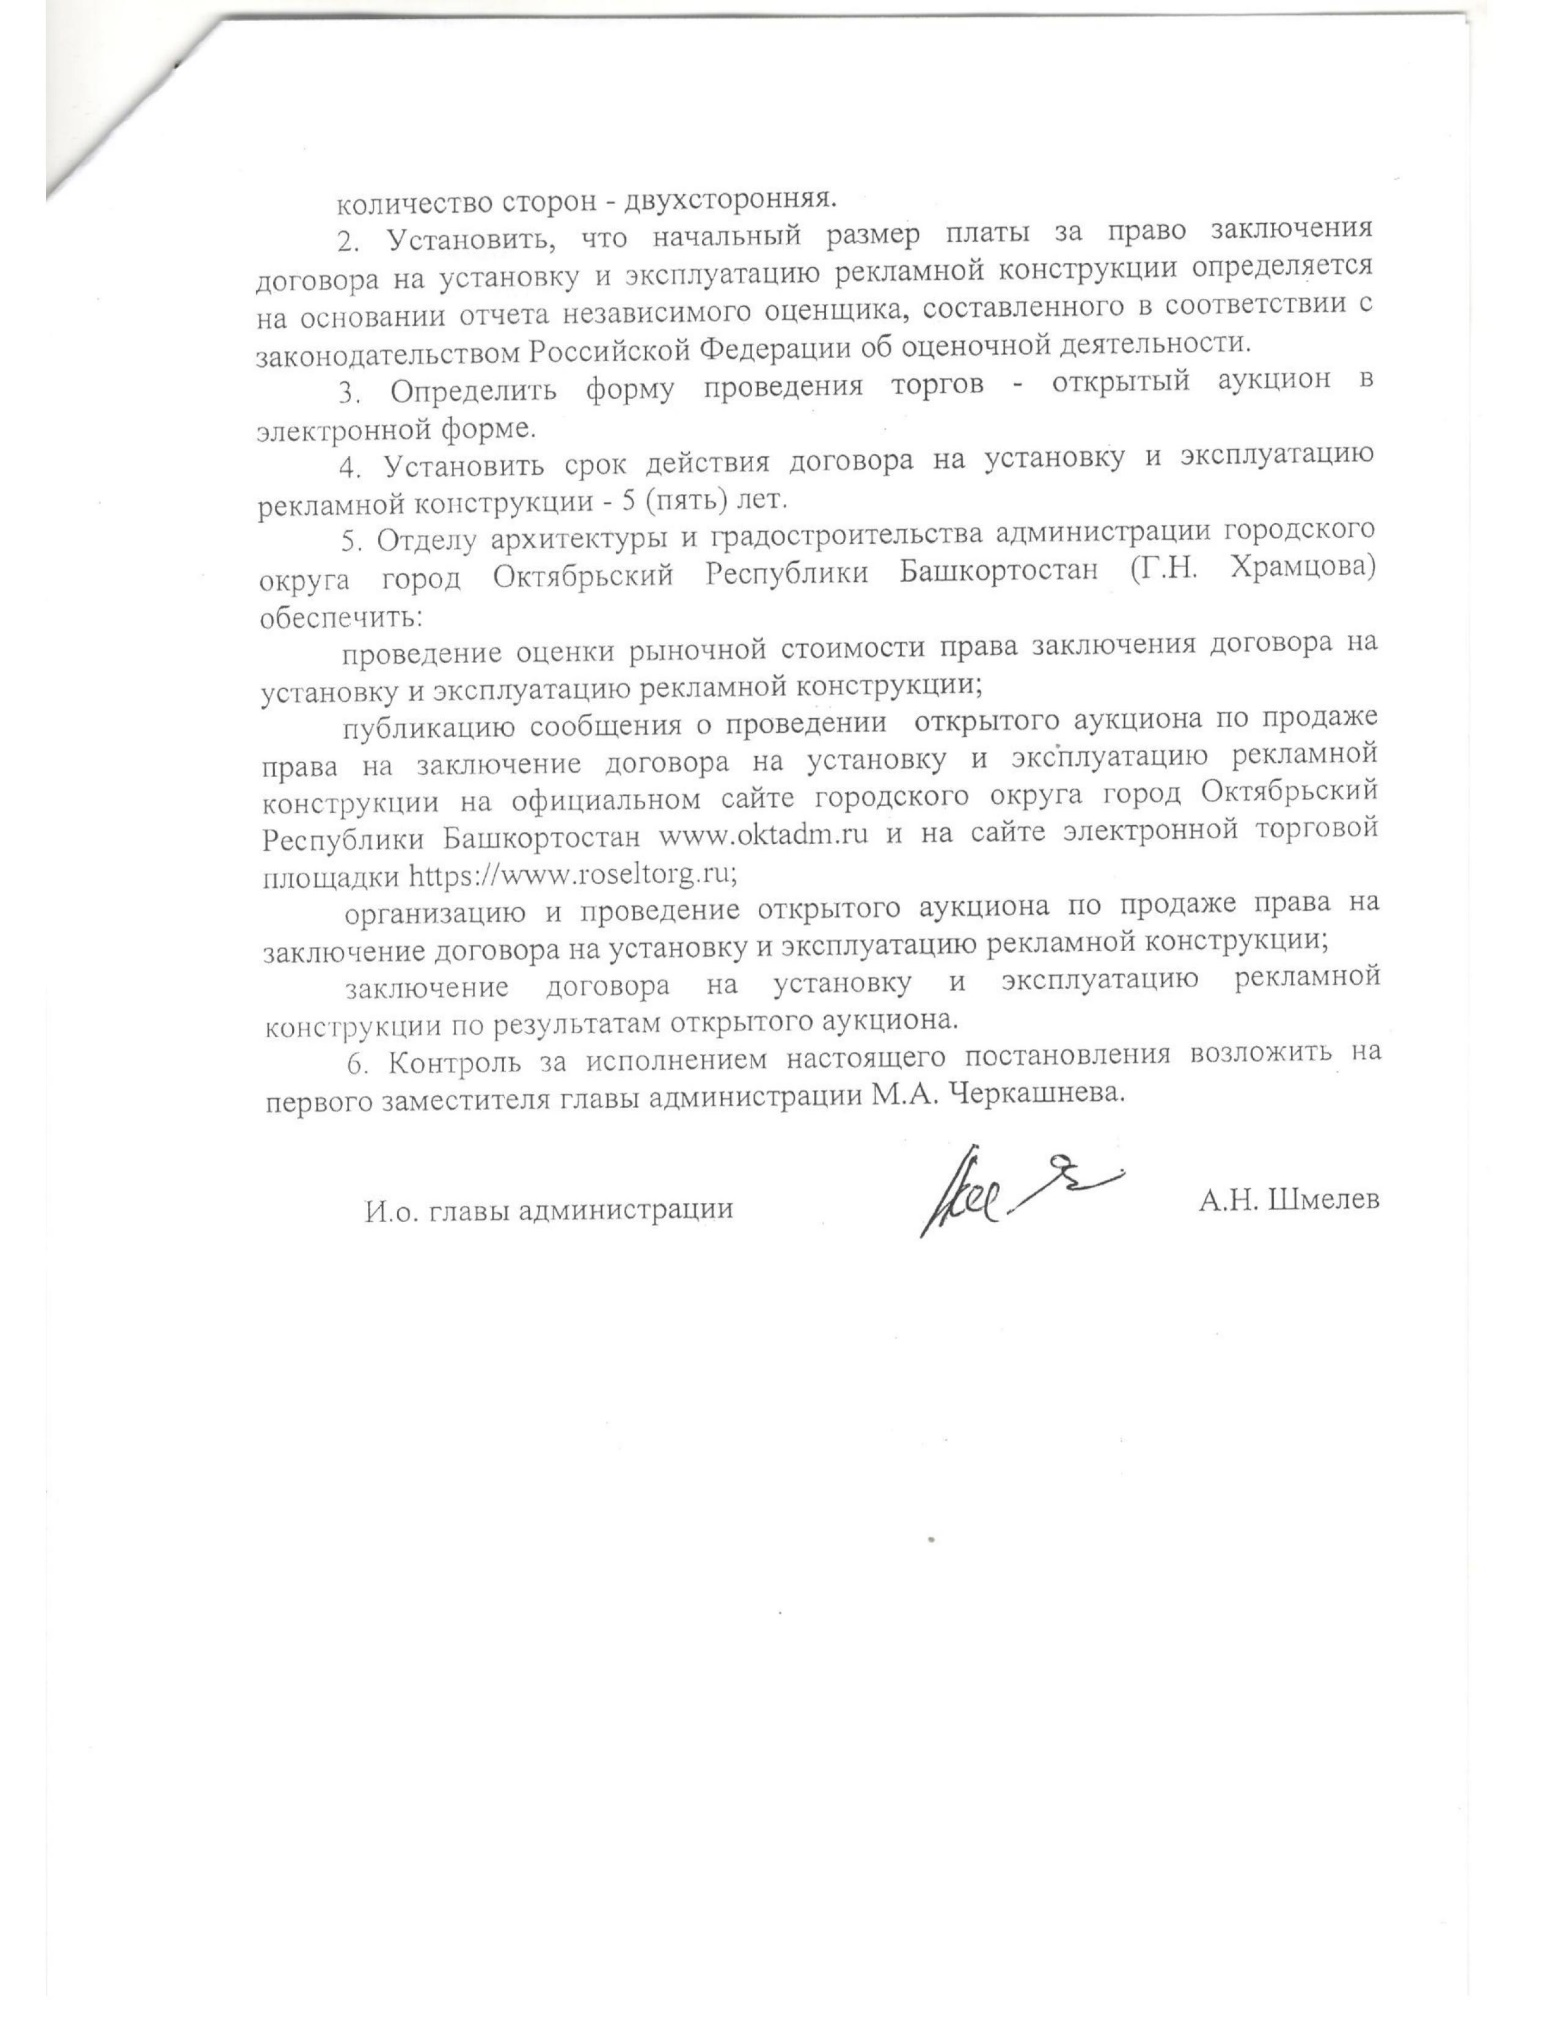 количество сторон - двухсторонняя.
2. Установить, что начальный размер платы за право заключения
договора на установку и эксплуатацию рекламной конструкции определяется
на основании отчета независимого оценщика, составленного в соответствии с
законодательством Российской Федерации об оценочной деятельности.
3. Определить форму проведения торгов - открытый аукцион в
электронной форме.
4. Установить срок действия договора на установку и эксплуатацию
рекламной конструкции - 5 (пять) лет.
5. Отделу архитектуры и градостроительства администрации городского
округа город Октябрьский Республики Башкортостан (Г.Н. Храмцова)
обеспечить:
проведение оценки рыночной стоимости права заключения договора на
установку и эксплуатацию рекламной конструкции;
публикацию сообщения о проведении открытого аукциона по продаже
права на заключение договора на установку и эксплуатацию рекламной
конструкции на официальном сайте городского округа город Октябрьский
Республики Башкортостан www.oktadm.ru и на сайте электронной торговой
площадки https://www.roseltorg.ru;
организацию и проведение открытого аукциона по продаже права на
заключение договора на установку и эксплуатацию рекламной конструкции;
заключение договора на установку и эксплуатацию рекламной
конструкции по результатам открытого аукциона.
6. Контроль за исполнением настоящего постановления возложить на
первого заместителя главы администрации М.А. Черкашнева.
И.о. главы администрации А.Н. Шмелев